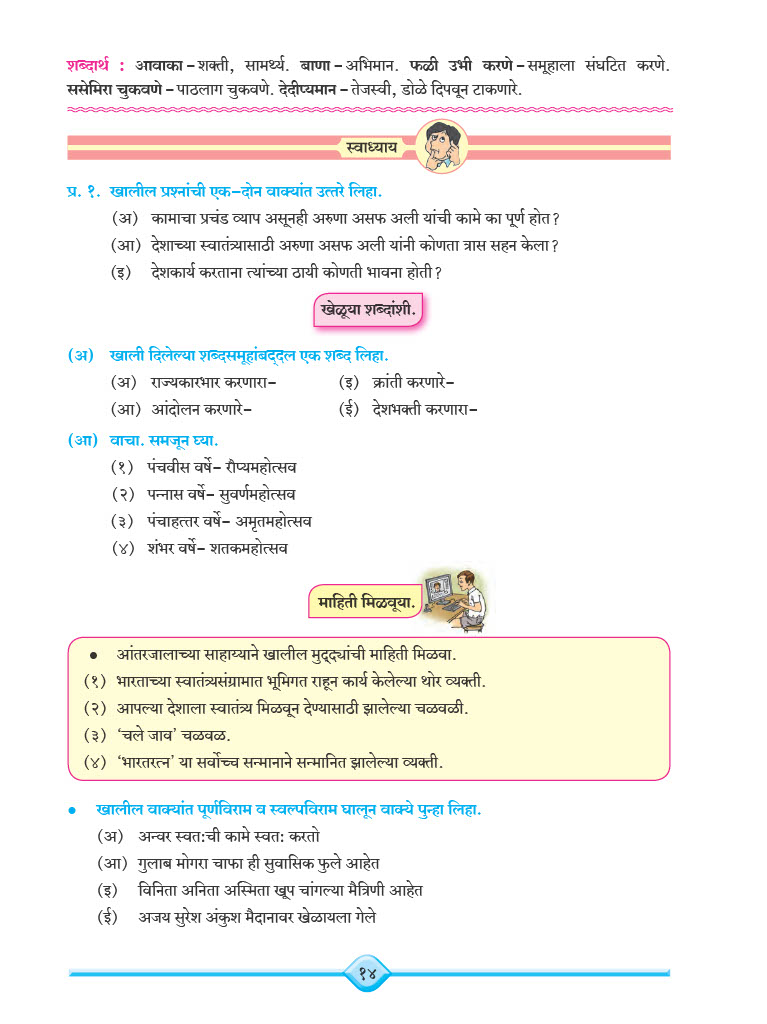 शब्दार्थ : आवाका – शक्ती, सामर्थ्य. बाणा – अभिमान. फळी उभी करणे – समूहाला संघटित करणे.
ससेमिरा चुकवणे – पाठलाग चुकवणे. देदीप्यमान – तेजस्वी, डोळे दिपवून टाकणारे.
स्वाध्याय
प्र. १. खालील प्रश्नांची एक–दोन वाक्यांत उत्तरे लिहा.
(अ) कामाचा प्रचंड व्याप असूनही अरुणा असफ अली यांची कामे का पूर्ण होत?
(आ) देशाच्या स्वातंत्र्यासाठी अरुणा असफ अली यांनी कोणता त्रास सहन केला?
(इ) देशकार्य करताना त्यांच्या ठायी कोणती भावना होती?
खेळूया शब्दांशी.
(अ) खाली दिलेल्या शब्दसमूहांबद्दल एक शब्द लिहा.
(अ) राज्यकारभार करणारा– (इ) क्रांती करणारे–
(आ) आंदोलन करणारे– (ई) देशभक्ती करणारा–
(आ) वाचा. समजून घ्या.
(१) पंचवीस वर्षे– रौप्यमहोत्सव
(२) पन्नास वर्षे– सुवर्णमहोत्सव
(३) पंचाहत्तर वर्षे– अमृतमहोत्सव
(४) शंभर वर्षे– शतकमहोत्सव
माहिती मिळवूया.
● आंतरजालाच्या साहाय्याने खालील मुद्द्यांची माहिती मिळवा.
(१) भारताच्या स्वातंत्र्यसंग्रामात भूमिगत राहून कार्य केलेल्या थोर व्यक्ती.
(२) आपल्या देशाला स्वातंत्र्य मिळवून देण्यासाठी झालेल्या चळवळी.
(३) ‘चले जाव’ चळवळ.
(४) ‘भारतरत्न’ या सर्वोच्च सन्मानाने सन्मानित झालेल्या व्यक्ती.
● खालील वाक्यांत पूर्णविराम व स्वल्पविराम घालून वाक्ये पुन्हा लिहा.
(अ) अन्वर स्वत:ची कामे स्वत: करतो
(आ) गुलाब मोगरा चाफा ही सुवासिक फुले आहेत
(इ) विनिता अनिता अस्मिता खूप चांगल्या मैत्रिणी आहेत
(ई) अजय सुरेश अंकुश मैदानावर खेळायला गेले
१४